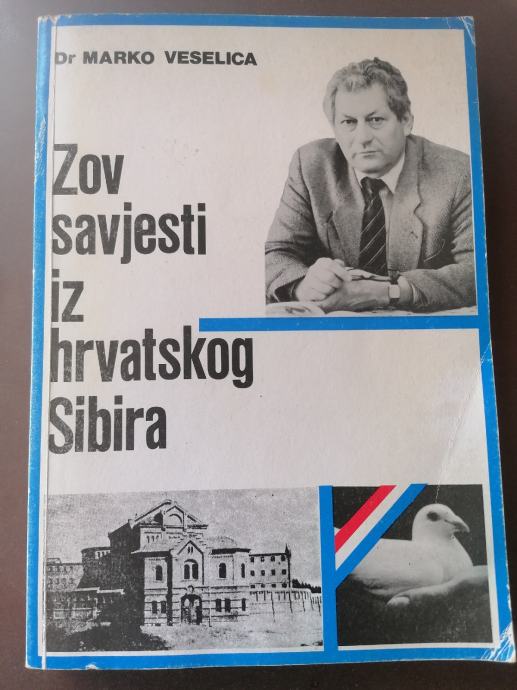 Dr MARKO VESELICA
Zov
savjesti
iz
hrvatskog
Sibira